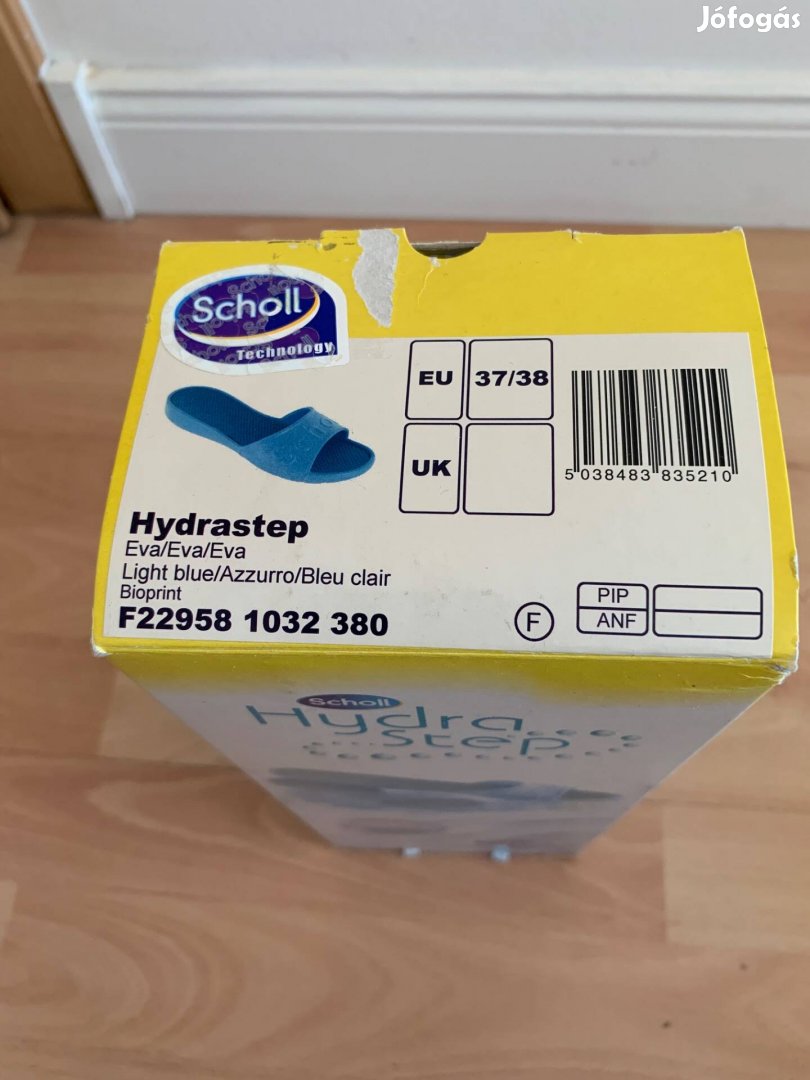 Jófogás
Scholl
Technology
EU 37/38
UK
5 038483 835210
Hydrastep
Eva/Eva/Eva
Light blue/Azzurro/Bleu clair
Bioprint
F22958 1032 380
F
PIP
ANF
Scholl
Hydra
Step